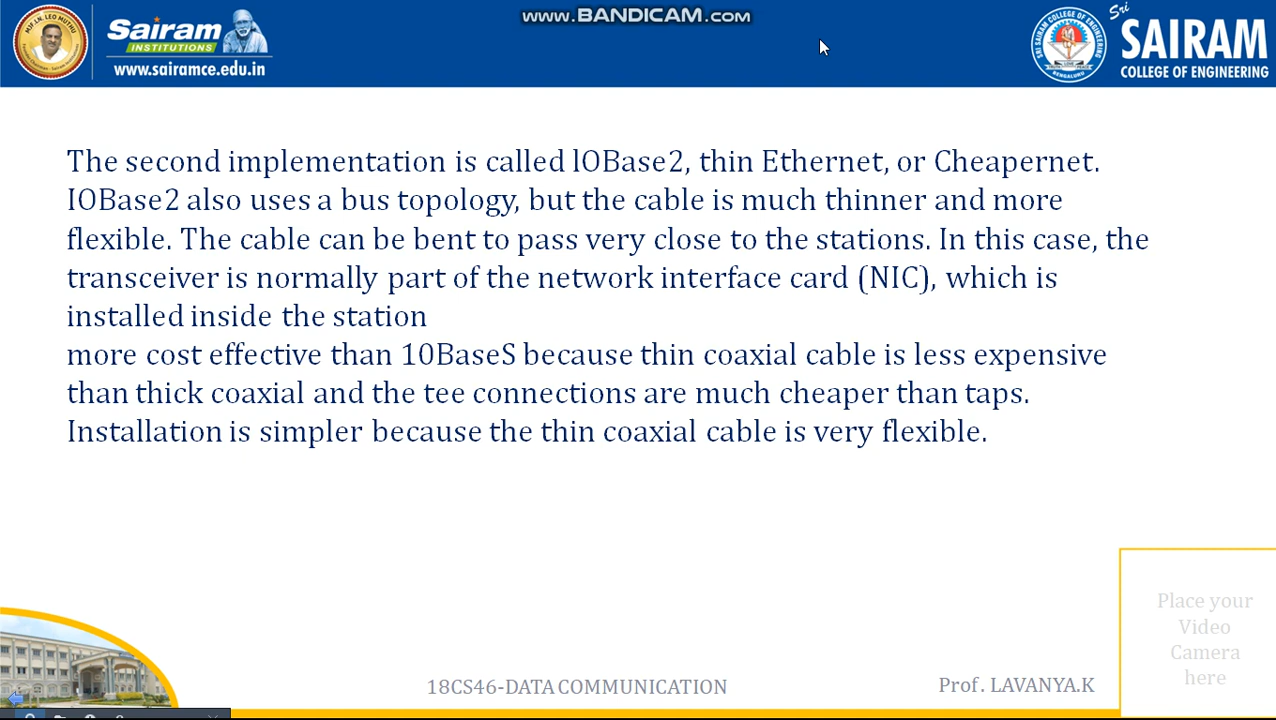 www.BANDICAM.com
Sairam
INSTITUTIONS
www.sairamce.edu.in
Sri
SAIRAM
COLLEGE OF ENGINEERING
The second implementation is called lOBase2, thin Ethernet, or Cheapernet.
IOBase2 also uses a bus topology, but the cable is much thinner and more
flexible. The cable can be bent to pass very close to the stations. In this case, the
transceiver is normally part of the network interface card (NIC), which is
installed inside the station
more cost effective than 10BaseS because thin coaxial cable is less expensive
than thick coaxial and the tee connections are much cheaper than taps.
Installation is simpler because the thin coaxial cable is very flexible.
Place your
Video
Camera
here
18CS46-DATA COMMUNICATION
Prof. LAVANYA.K